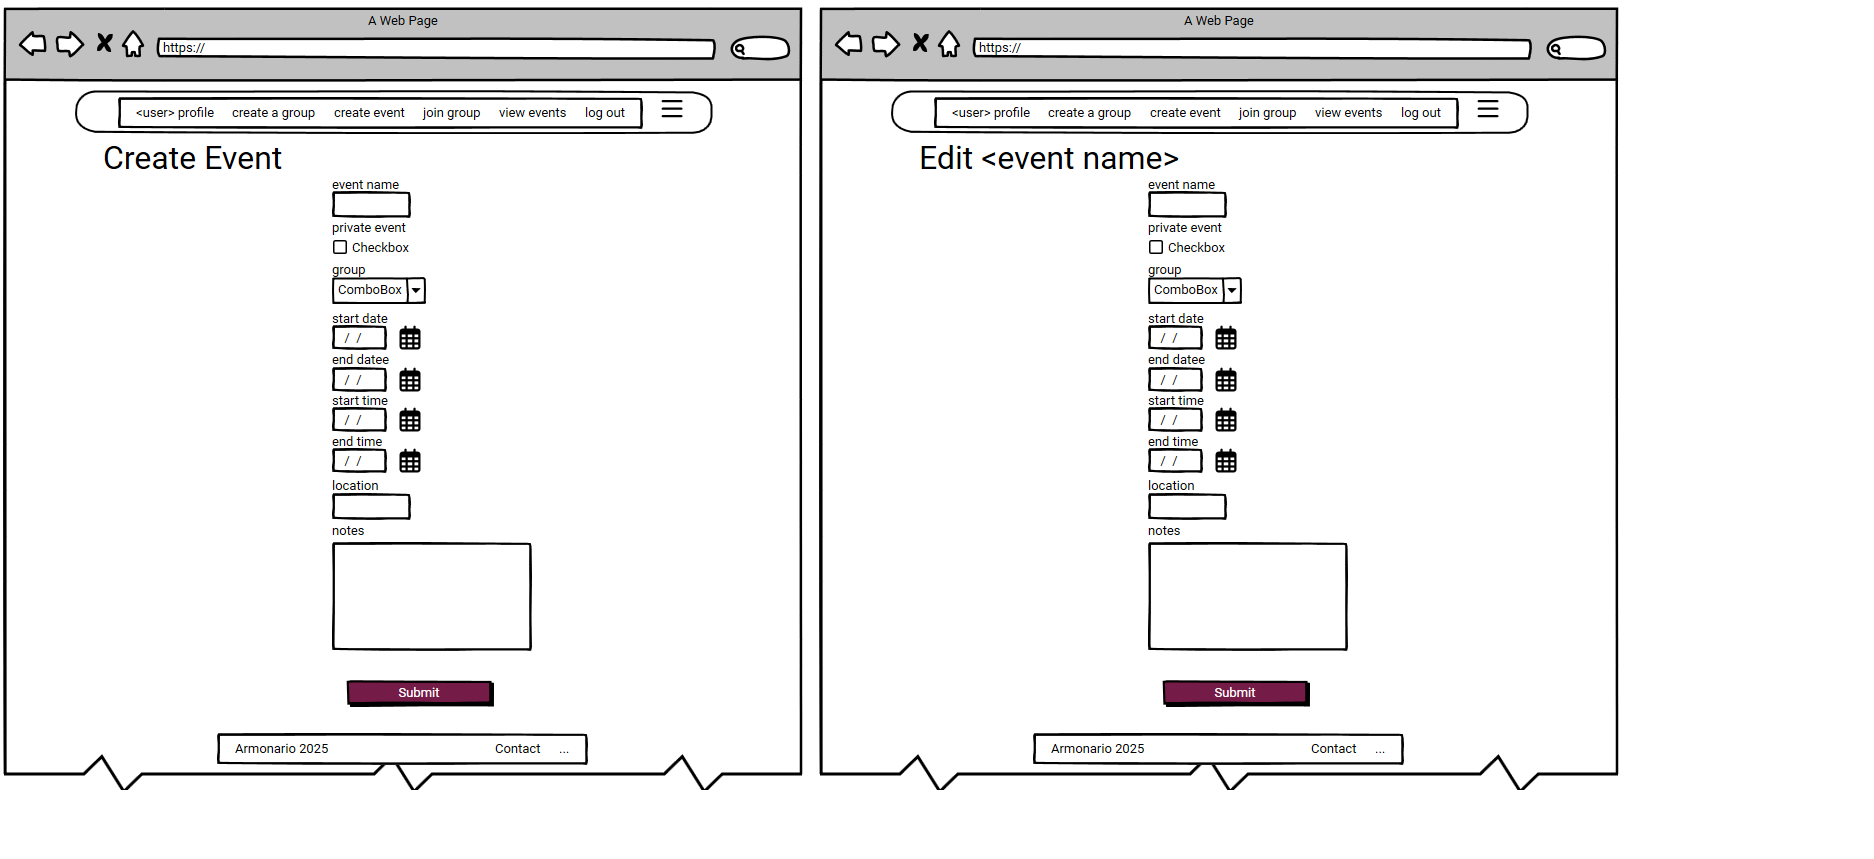 A Web Page
https://
<user> profile create a group create event join group view events log out
Create Event
event name
private event
Checkbox
group
ComboBox
start date
/ /
end datee
/ /
start time
/ /
end time
/ /
location
notes
Submit
Armonario 2025 Contact ...
A Web Page
https://
<user> profile create a group create event join group view events log out
Edit <event name>
event name
private event
Checkbox
group
ComboBox
start date
/ /
end datee
/ /
start time
/ /
end time
/ /
location
notes
Submit
Armonario 2025 Contact ...